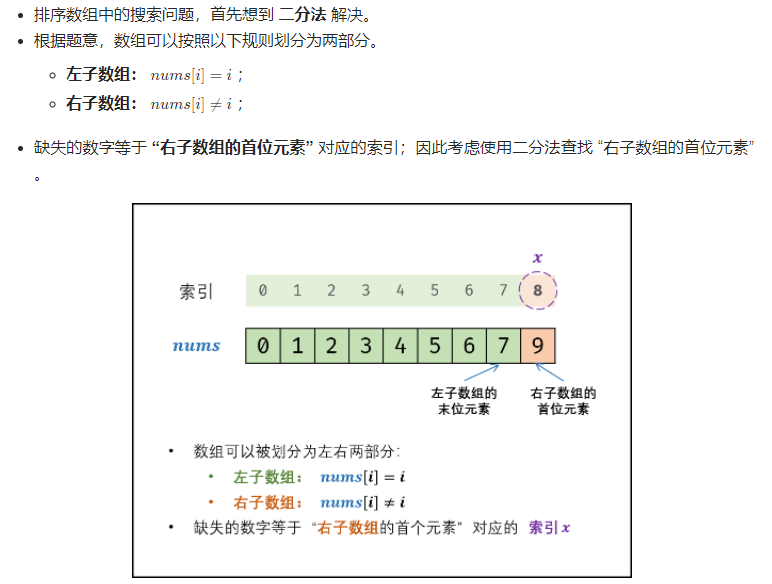 排序数组中的搜索问题，首先想到 二分法 解决。
根据题意，数组可以按照以下规则划分为两部分。
左子数组： nums[i] = i ；
右子数组： nums[i] ≠ i ；
缺失的数字等于 “右子数组的首位元素” 对应的索引；因此考虑使用二分法查找 “右子数组的首位元素”
。
x
索引 0 1 2 3 4 5 6 7 8
nums 0 1 2 3 4 5 6 7 9
左子数组的 右子数组的
末位元素 首位元素
数组可以被划分为左右两部分：
左子数组： nums[i] = i
右子数组： nums[i] ≠ i
缺失的数字等于 “右子数组的首个元素” 对应的 索引 x